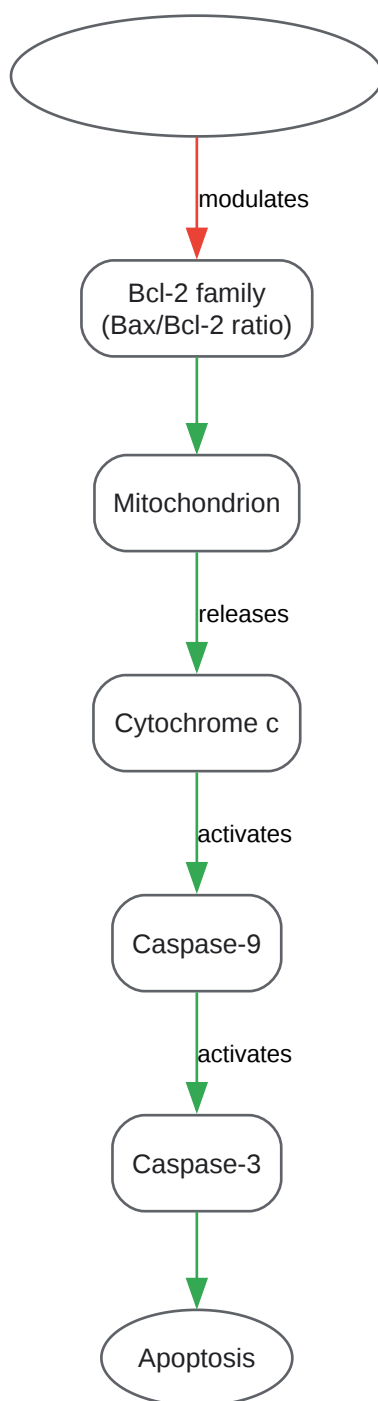 modulates
Bcl-2 family
(Bax/Bcl-2 ratio)
Mitochondrion
releases
Cytochrome c
activates
Caspase-9
activates
Caspase-3
Apoptosis